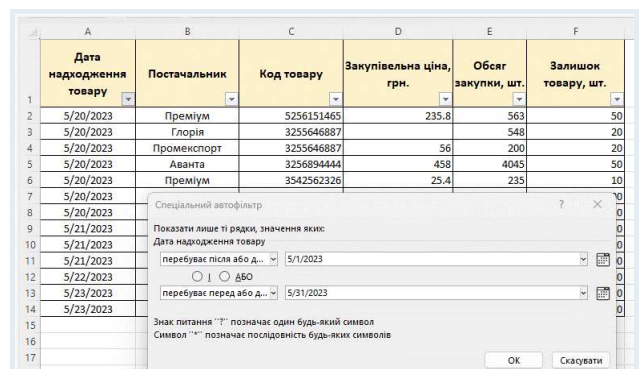 A B C D E F
Дата надходження товару Постачальник Код товару Закупівельна ціна, грн. Обсяг закупки, шт. Залишок товару, шт.
1
2 5/20/2023 Преміум 5256151465 235.8 563 50
3 5/20/2023 Глорія 3255646887 548 20
4 5/20/2023 Промекспорт 3255646887 56 200 20
5 5/20/2023 Аванта 3256894444 458 4045 50
6 5/20/2023 Преміум 3542562326 25.4 235 10
7 5/20/2023
8 5/20/2023
9 5/21/2023
10 5/21/2023
11 5/21/2023
12 5/22/2023
13 5/23/2023
14 5/23/2023
15
16
17
Спеціальний автофільтр ? ×
Показати лише ті рядки, значення яких:
Дата надходження товару
перебуває після або д... 5/1/2023
І АБО
перебуває перед або д... 5/31/2023
Знак питання "?" позначає один будь-який символ
Символ "*" позначає послідовність будь-яких символів
ОК Скасувати